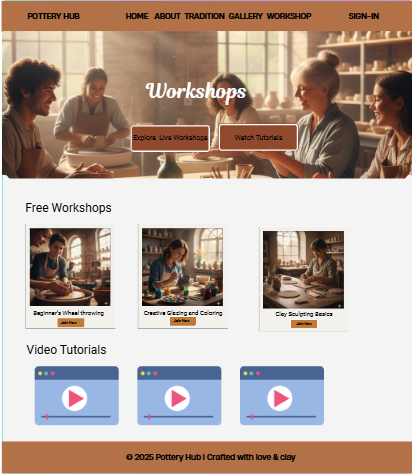 POTTERY HUB HOME ABOUT TRADITION GALLERY WORKSHOP SIGN-IN
Workshops
Explore Live Workshops Watch Tutorials
Free Workshops
Beginner's Wheel throwing Creative Glazing and Coloring Clay Sculpting Basics
Join Now Join Now Join Now
Video Tutorials
© 2025 Pottery Hub | Crafted with love & clay